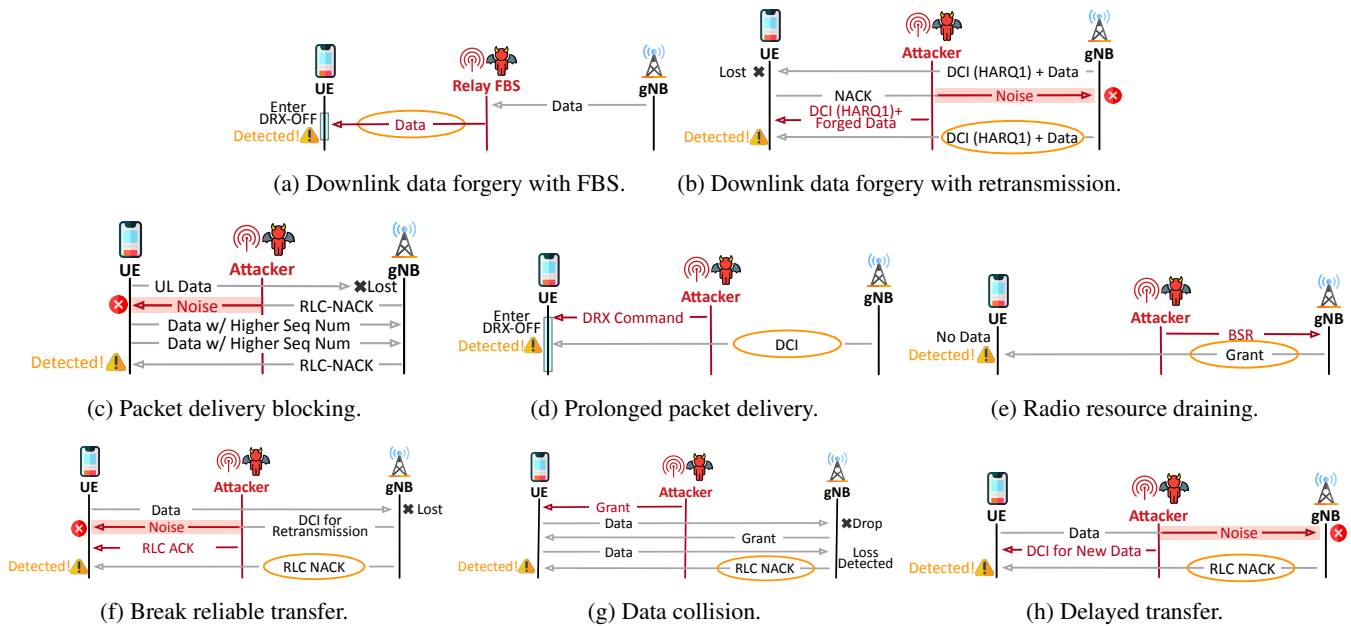 UE
Relay FBS
gNB
Enter
DRX-OFF
Detected!
Data
Data
(a) Downlink data forgery with FBS.
UE
Attacker
gNB
Lost
DCI (HARQ1) + Data
NACK
Noise
DCI (HARQ1)+
Forged Data
Detected!
DCI (HARQ1) + Data
(b) Downlink data forgery with retransmission.
UE
Attacker
gNB
UL Data
Lost
Noise
RLC-NACK
Data w/ Higher Seq Num
Data w/ Higher Seq Num
Detected!
RLC-NACK
(c) Packet delivery blocking.
UE
Attacker
gNB
Enter
DRX-OFF
Detected!
DRX Command
DCI
(d) Prolonged packet delivery.
UE
Attacker
gNB
No Data
Detected!
BSR
Grant
(e) Radio resource draining.
UE
Attacker
gNB
Data
Lost
Noise
DCI for
Retransmission
RLC ACK
Detected!
RLC NACK
(f) Break reliable transfer.
UE
Attacker
gNB
Grant
Data
Drop
Grant
Data
Loss
Detected
Detected!
RLC NACK
(g) Data collision.
UE
Attacker
gNB
Data
Noise
DCI for New Data
Detected!
RLC NACK
(h) Delayed transfer.